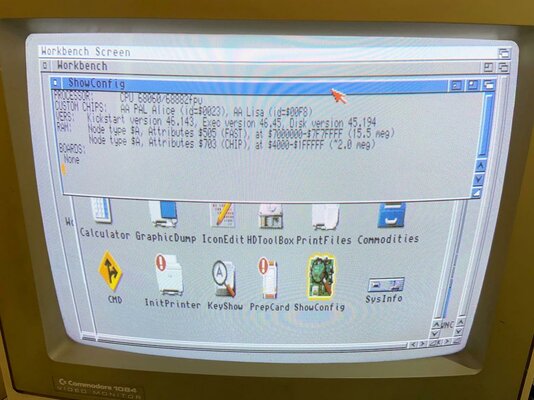 Workbench Screen
Workbench
ShowConfig
PROCESSOR: CPU 68060/68882fpu
CUSTOM CHIPS: AA PAL Alice (id=$0023), AA Lisa (id=$00F8)
VERS: Kickstart version 46.143, Exec version 46.45, Disk version 45.194
RAM: Node type $A, Attributes $505 (FAST), at $7000000-$7F7FFFF (15.5 meg)
Node type $A, Attributes $703 (CHIP), at $4000-$1FFFFF (~2.0 meg)
BOARDS:
None
Calculator GraphicDump IconEdit HDToolBox PrintFiles Commodities
CMD InitPrinter KeyShow PrepCard ShowConfig SysInfo
Commodore 1084
VIDEO MONITOR